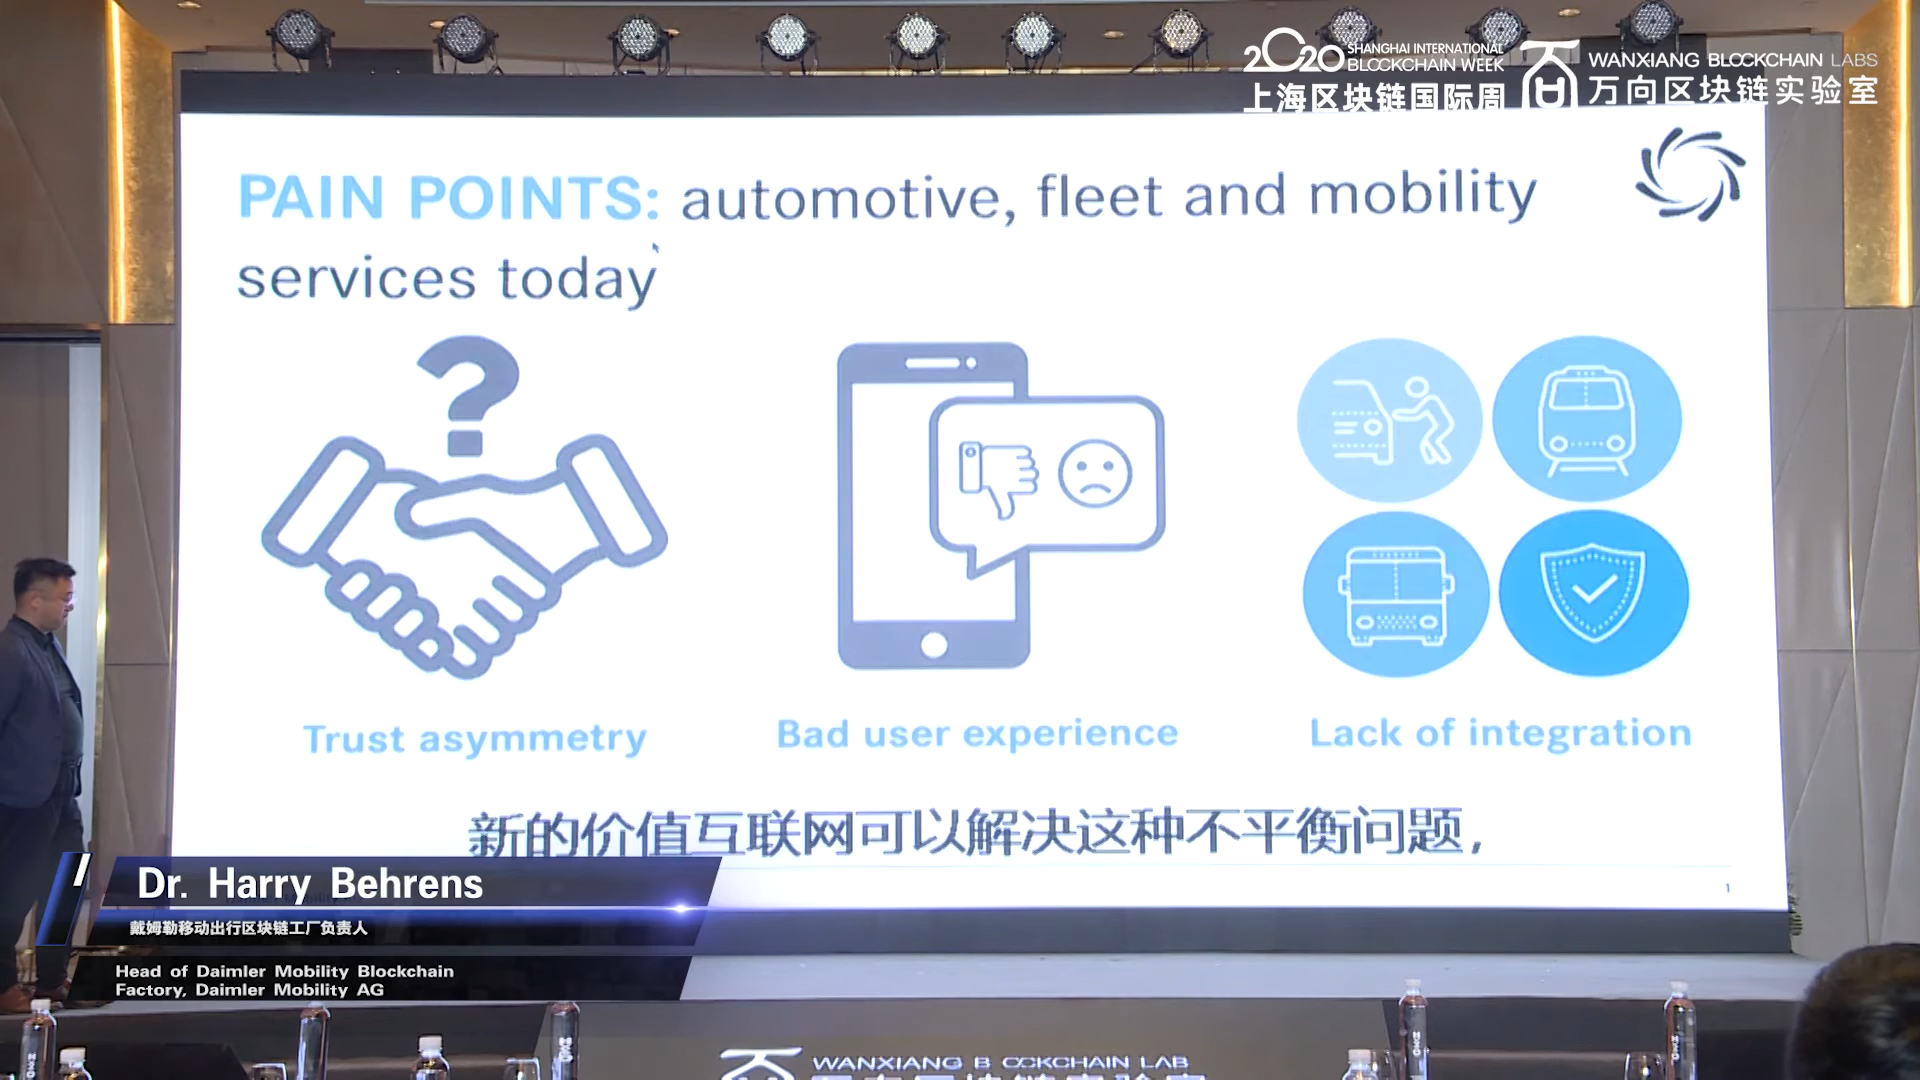 2020 SHANGHAI INTERNATIONAL
BLOCKCHAIN WEEK
上海区块链国际周
WANXIANG BLOCKCHAIN LABS
万向区块链实验室
PAIN POINTS: automotive, fleet and mobility
services today
Trust asymmetry
Bad user experience
Lack of integration
新的价值互联网可以解决这种不平衡问题,
1
Dr. Harry Behrens
戴姆勒移动出行区块链工厂负责人
Head of Daimler Mobility Blockchain
Factory, Daimler Mobility AG
WANXIANG B OCKCHAIN LAB